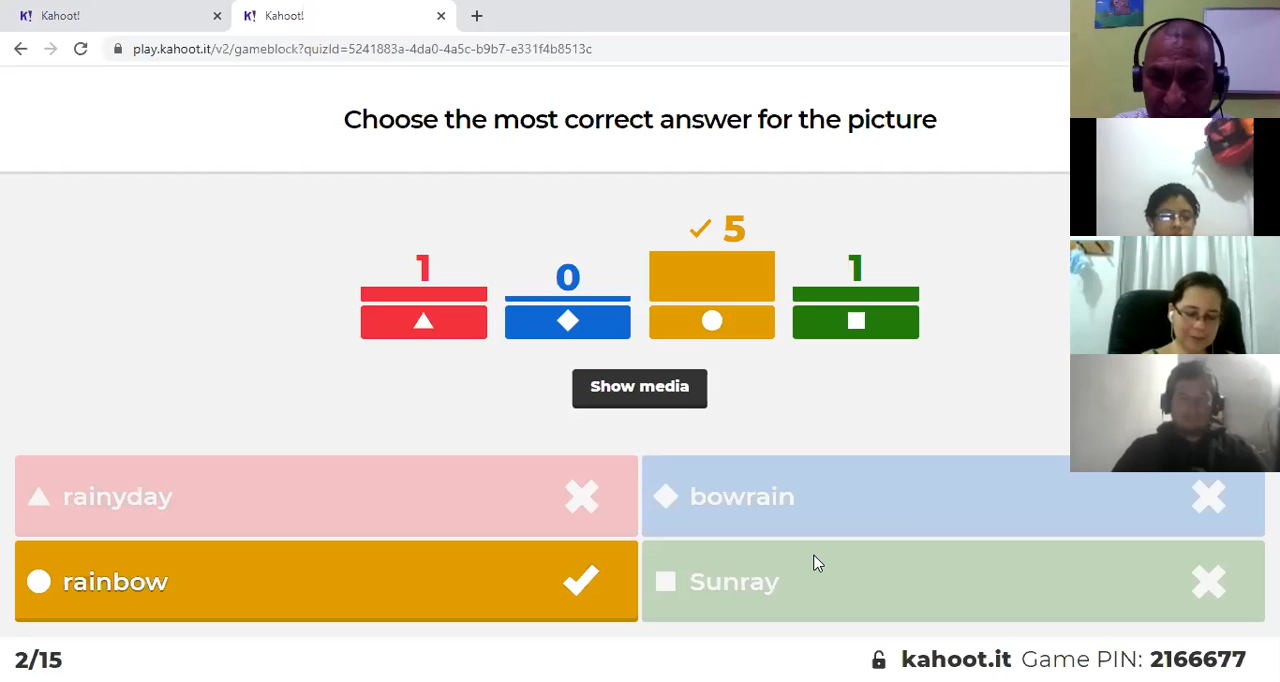 K! Kahoot!
K! Kahoot!
play.kahoot.it/v2/gameblock?quizId=5241883a-4da0-4a5c-b9b7-e331f4b8513c
Choose the most correct answer for the picture
1
0
5
1
Show media
rainyday
bowrain
rainbow
Sunray
2/15
kahoot.it Game PIN: 2166677